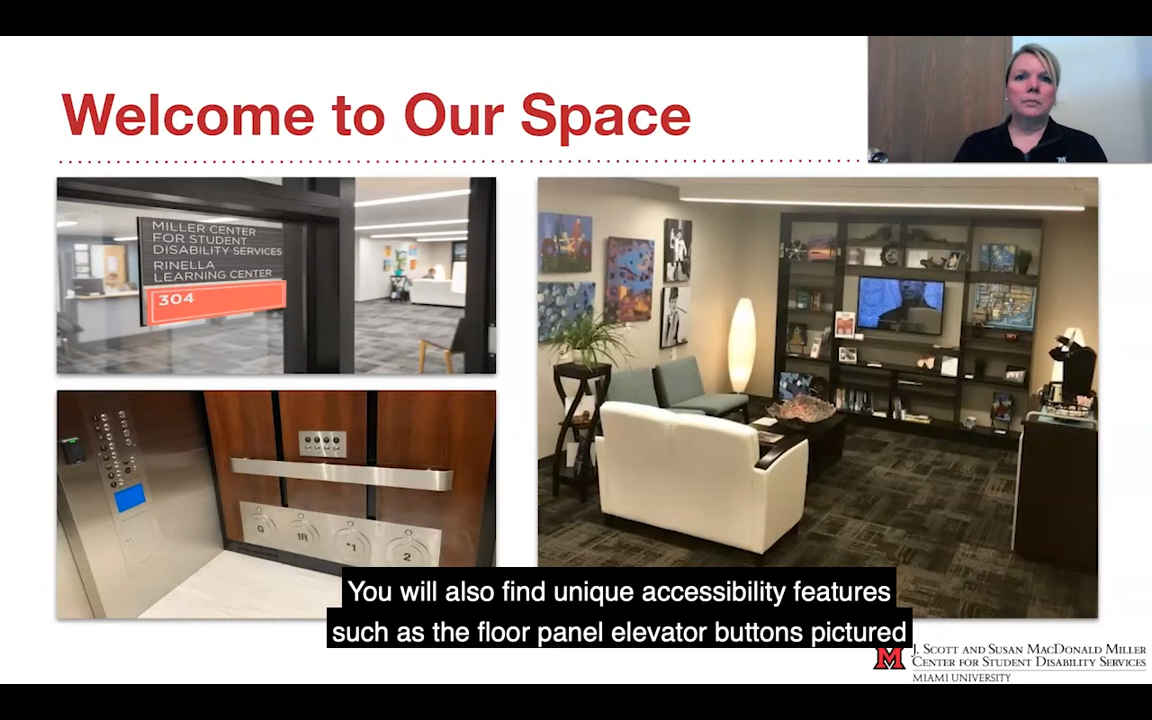 Welcome to Our Space
MILLER CENTER
FOR STUDENT
DISABILITY SERVICES
RINELLA
LEARNING CENTER
304
G
1R
*1
2
You will also find unique accessibility features
such as the floor panel elevator buttons pictured
M
J. SCOTT AND SUSAN MACDONALD MILLER
CENTER FOR STUDENT DISABILITY SERVICES
MIAMI UNIVERSITY